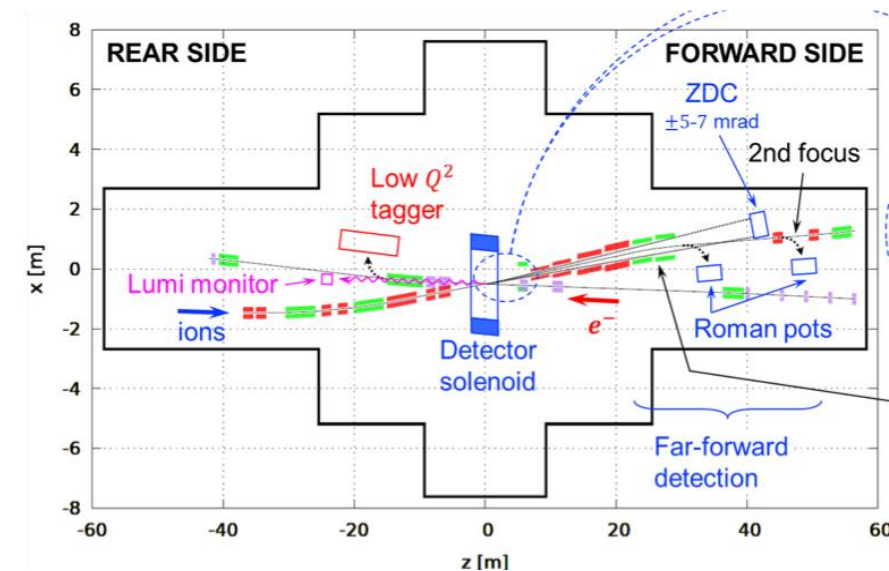 REAR SIDE
FORWARD SIDE
ZDC
±5-7 mrad
2nd focus
Low Q²
tagger
Lumi monitor
ions
Detector
solenoid
e⁻
Roman pots
Far-forward
detection
x [m]
8
6
4
2
0
-2
-4
-6
-8
-60
-40
-20
0
20
40
60
z [m]